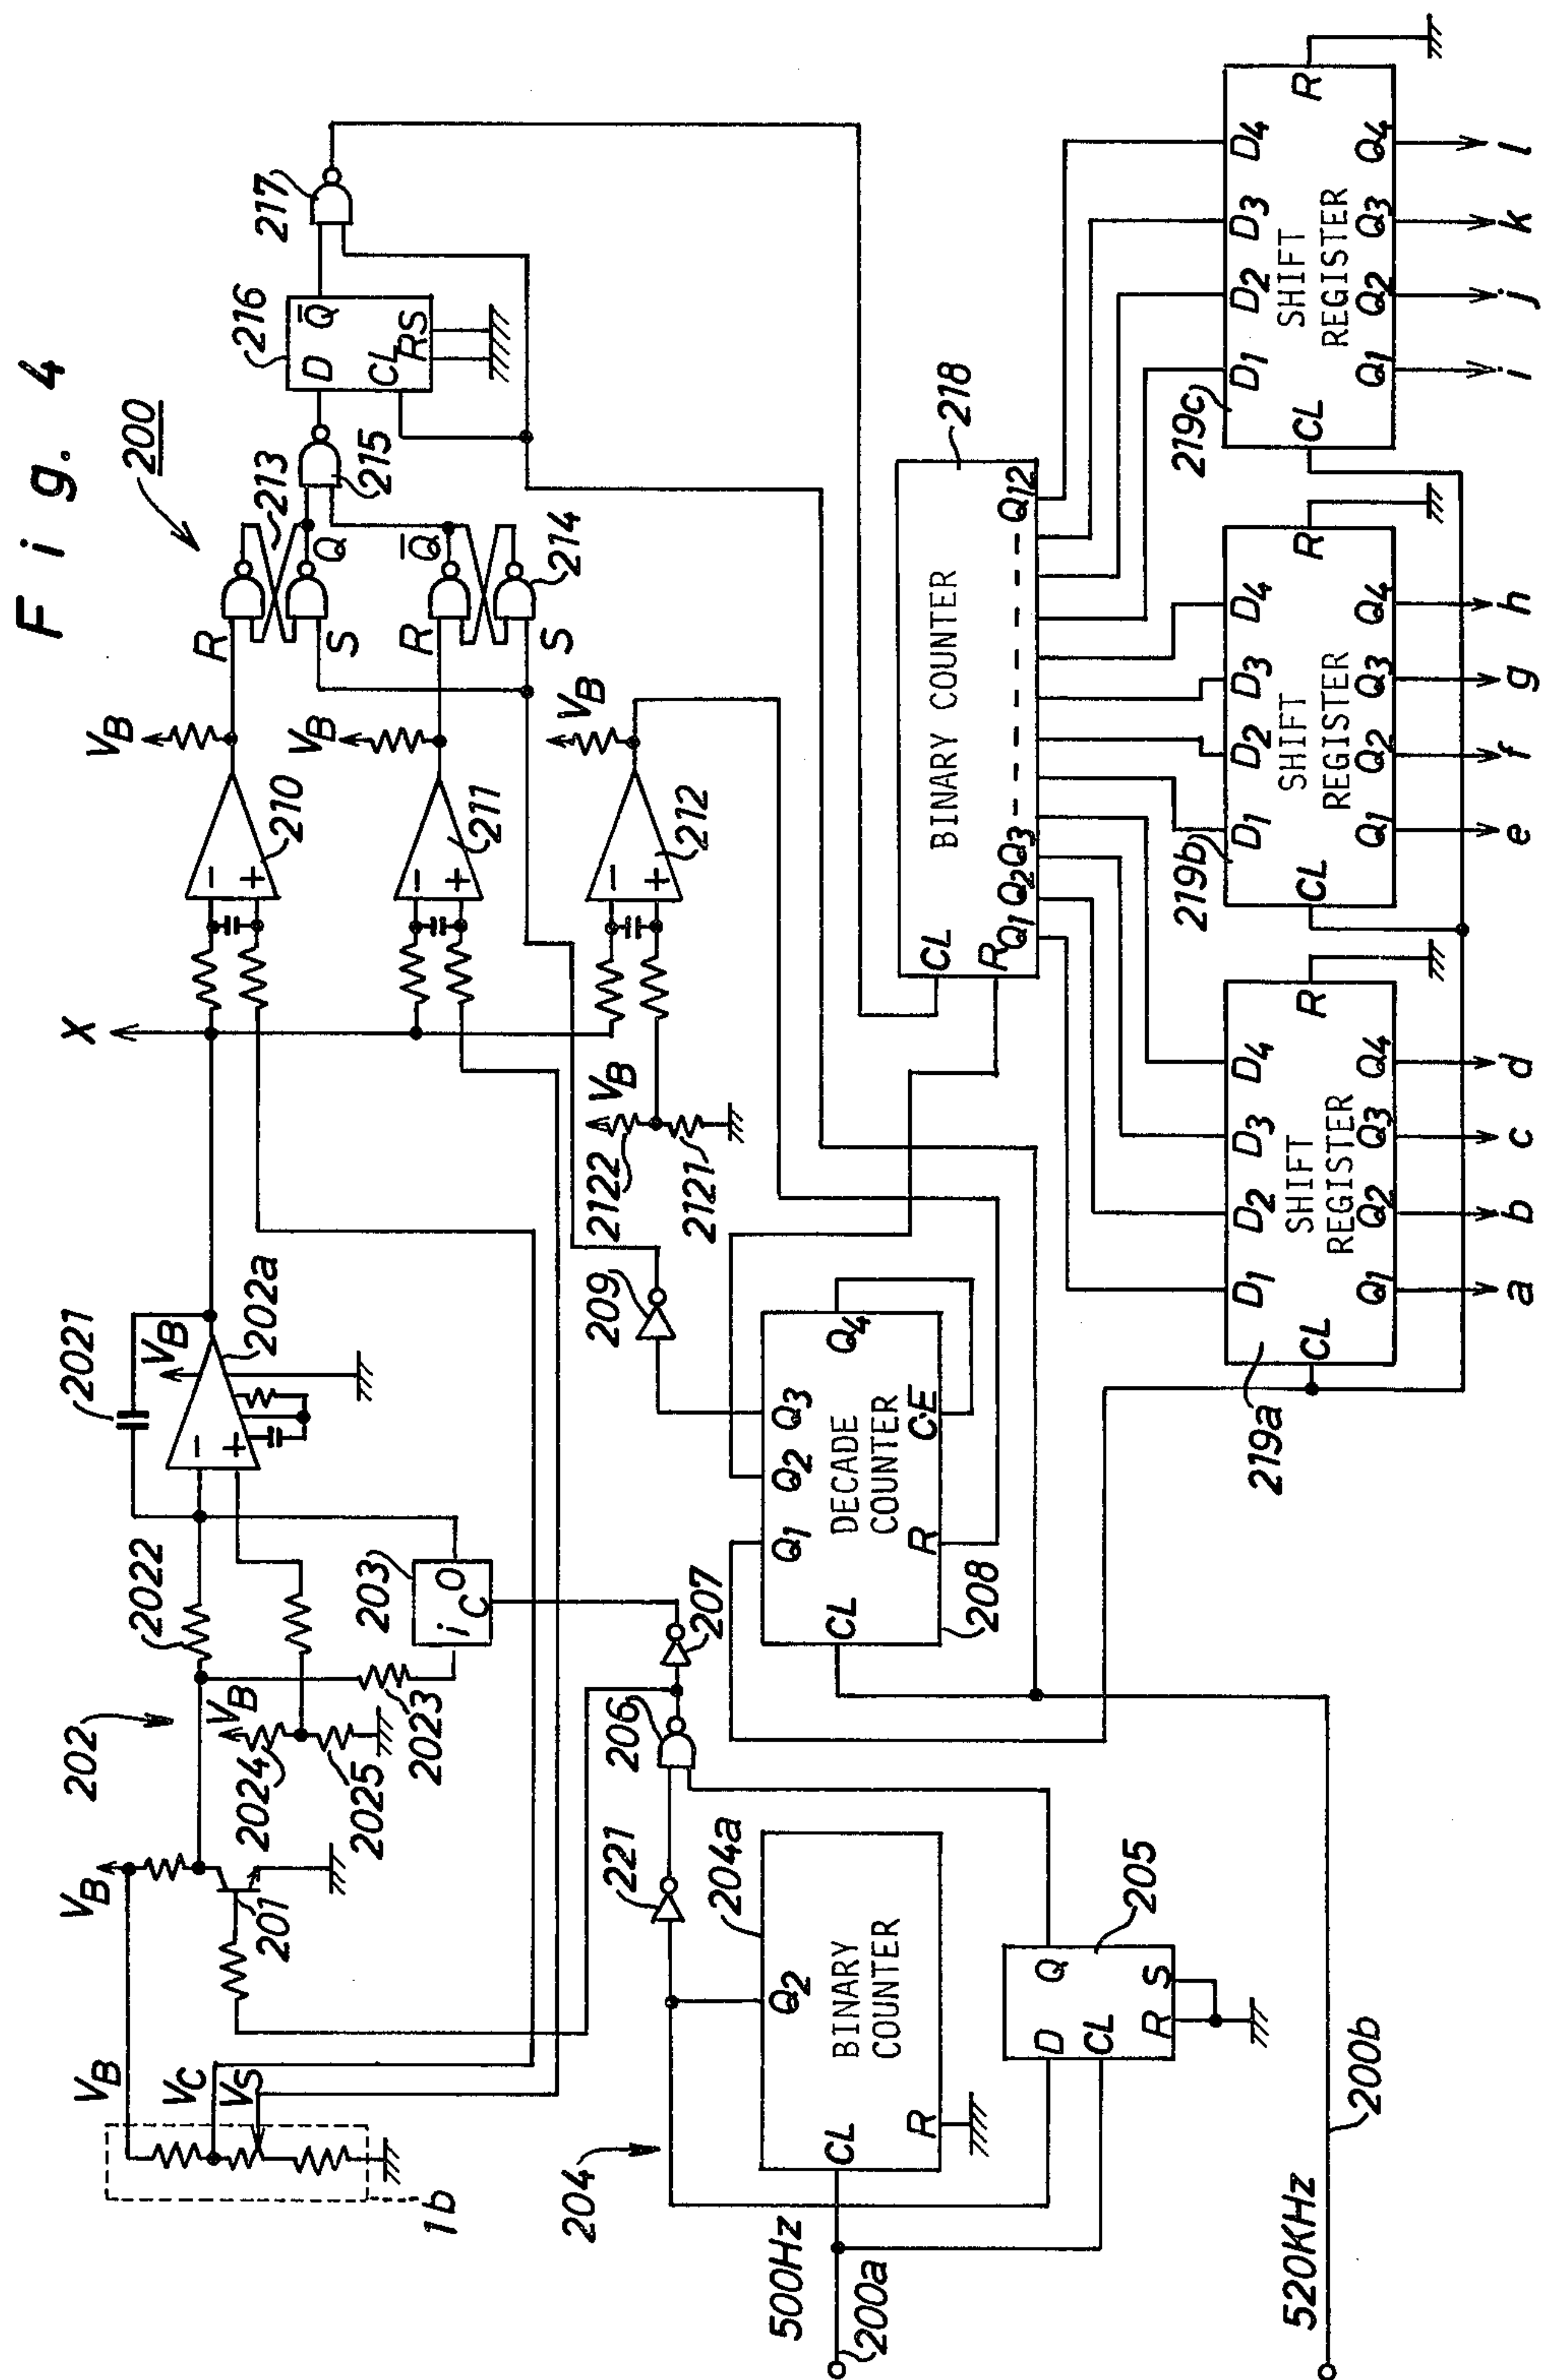 Fig. 4
200
202
VB
VC
VS
1b
VB
201
VB
2024
2025
2022
2023
2021
VB
202a
−
+
203
i
O
C
X
−
+
210
VB
R
S
213
Q
−
+
211
VB
R
S
Q̅
214
215
216
D
Q̅
CL
R
S
217
2122
VB
2121
−
+
212
VB
209
204
221
206
207
204a
Q2
BINARY
COUNTER
CL
R
205
D
Q
CL
R
S
500Hz
200a
520KHz
200b
Q1
Q2
Q3
Q4
DECADE
COUNTER
CL
R
C̅E̅
208
218
BINARY COUNTER
CL
R
Q1
Q2
Q3
Q12
219a
D1
D2
D3
D4
SHIFT
REGISTER
CL
R
Q1
Q2
Q3
Q4
a
b
c
d
219b
D1
D2
D3
D4
SHIFT
REGISTER
CL
R
Q1
Q2
Q3
Q4
e
f
g
h
219c
D1
D2
D3
D4
SHIFT
REGISTER
CL
R
Q1
Q2
Q3
Q4
i
j
k
l